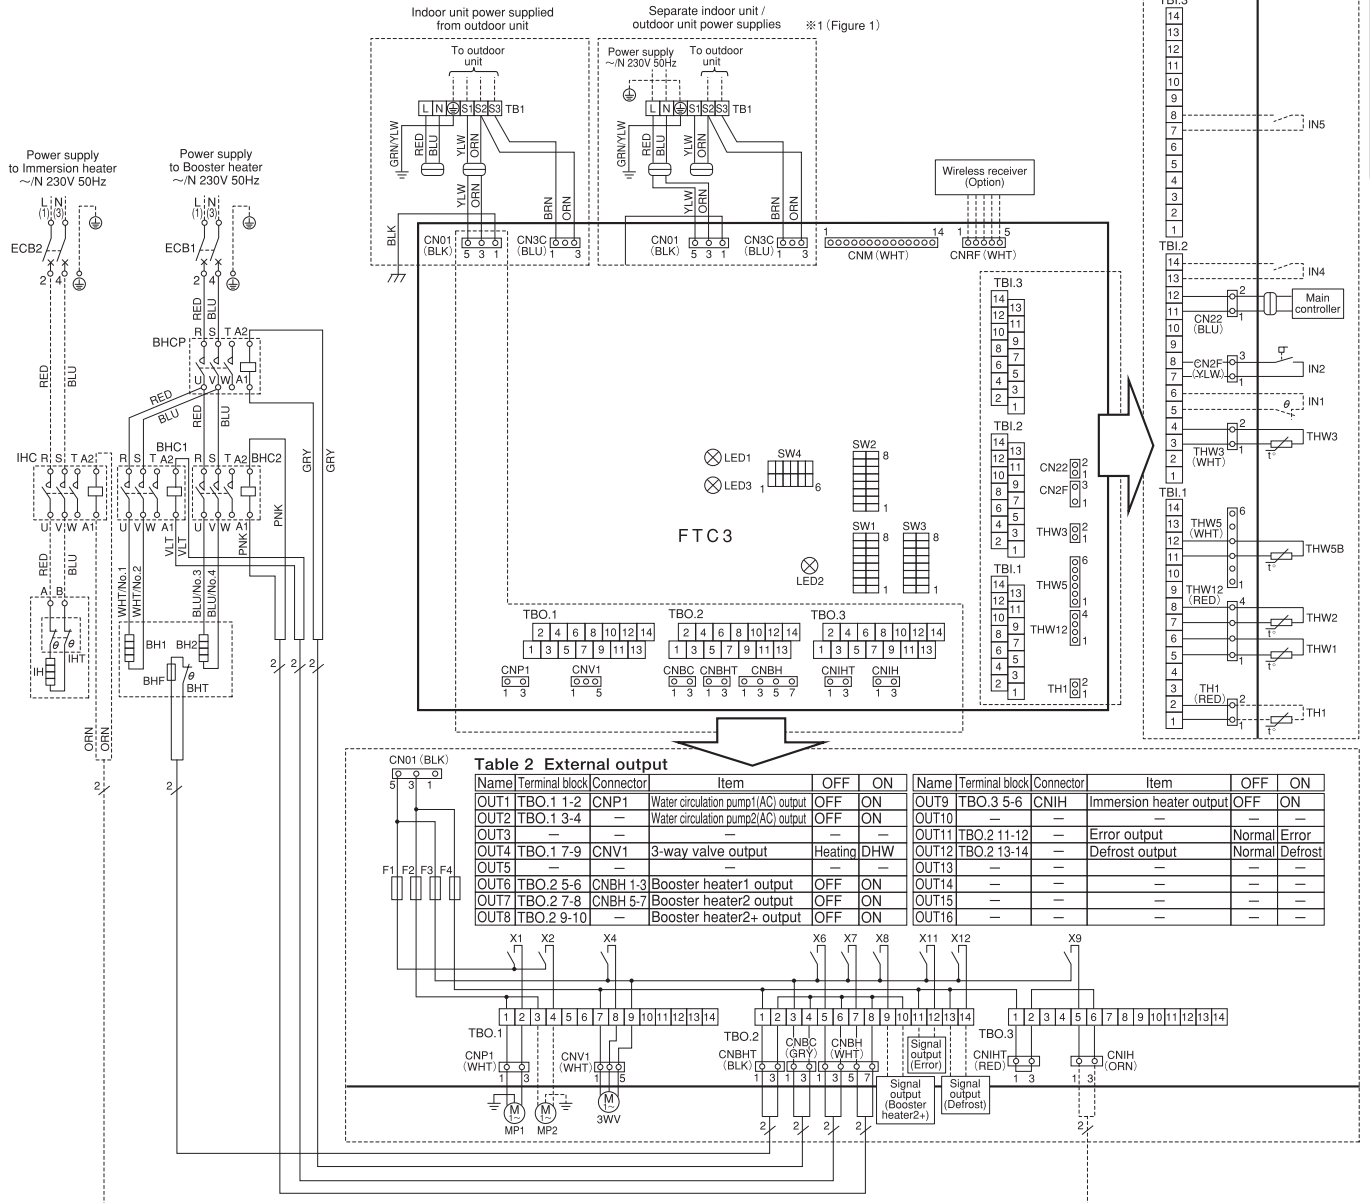 Indoor unit power supplied
from outdoor unit
Separate indoor unit /
outdoor unit power supplies
※1 (Figure 1)
To outdoor
unit
Power supply
~/N 230V 50Hz
To outdoor
unit
L N S1 S2 S3 TB1
L N S1 S2 S3 TB1
GRN/YLW RED BLU YLW ORN
GRN/YLW RED BLU YLW ORN
YLW ORN BRN ORN
YLW ORN BRN ORN
BLK
CN01
(BLK)
5 3 1
CN3C
(BLU)
1 3
CN01
(BLK)
5 3 1
CN3C
(BLU)
1 3
1 14
CNM (WHT)
Wireless receiver
(Option)
1 5
CNRF (WHT)
Power supply
to Immersion heater
~/N 230V 50Hz
L N
(1) (3)
ECB2
2 4
Power supply
to Booster heater
~/N 230V 50Hz
L N
(1) (3)
ECB1
2 4
RED BLU
R S T A2
BHCP
U V W A1
RED BLU
RED BLU
RED BLU
GRY GRY
IHC R S T A2
U V W A1
BHC1
R S T A2
U V W A1
BHC2
R S T A2
U V W A1
PNK
PNK
VLT VLT
RED BLU
WHT/No.1 WHT/No.2
BLU/No.3 BLU/No.4
A B
θ θ
IHT
IH
BH1 BH2
BHF
θ
BHT
ORN ORN
2 2
2 2 2
LED1
LED3
LED2
SW4
1 6
SW2
8
1
SW1
8
1
SW3
8
1
FTC3
TBI.3
14 13 12 11 10 9 8 7 6 5 4 3 2 1
TBI.2
14 13 12 11 10 9 8 7 6 5 4 3 2 1
TBI.1
14 13 12 11 10 9 8 7 6 5 4 3 2 1
CN22 2 1
CN2F 3 1
THW3 2 1
THW5 6 1
THW12 4 1
TH1 2 1
TBO.1
2 4 6 8 10 12 14
1 3 5 7 9 11 13
TBO.2
2 4 6 8 10 12 14
1 3 5 7 9 11 13
TBO.3
2 4 6 8 10 12 14
1 3 5 7 9 11 13
CNP1
1 3
CNV1
1 5
CNBC
1 3
CNBHT
1 3
CNBH
1 3 5 7
CNIHT
1 3
CNIH
1 3
TBI.3
14
13
12
11
10
9
8
7
6
5
4
3
2
1
IN5
TBI.2
14
13
12
11
10
9
8
7
6
5
4
3
2
1
IN4
2
1
CN22
(BLU)
Main
controller
CN2F
(YLW)
3
1
IN2
θ
IN1
THW3
(WHT)
2
1
t°
THW3
TBI.1
14
13
12
11
10
9
8
7
6
5
4
3
2
1
THW5
(WHT)
6
1
t°
THW5B
THW12
(RED)
4
1
t°
THW2
t°
THW1
TH1
(RED)
2
1
t°
TH1
CN01 (BLK)
5 3 1
F1 F2 F3 F4
Table 2 External output
Name Terminal block Connector Item OFF ON
OUT1 TBO.1 1-2 CNP1 Water circulation pump1(AC) output OFF ON
OUT2 TBO.1 3-4 — Water circulation pump2(AC) output OFF ON
OUT3 — — — — —
OUT4 TBO.1 7-9 CNV1 3-way valve output Heating DHW
OUT5 — — — — —
OUT6 TBO.2 5-6 CNBH 1-3 Booster heater1 output OFF ON
OUT7 TBO.2 7-8 CNBH 5-7 Booster heater2 output OFF ON
OUT8 TBO.2 9-10 — Booster heater2+ output OFF ON
Name Terminal block Connector Item OFF ON
OUT9 TBO.3 5-6 CNIH Immersion heater output OFF ON
OUT10 — — — — —
OUT11 TBO.2 11-12 — Error output Normal Error
OUT12 TBO.2 13-14 — Defrost output Normal Defrost
OUT13 — — — — —
OUT14 — — — — —
OUT15 — — — — —
OUT16 — — — — —
X1 X2 X4 X6 X7 X8 X11 X12 X9
1 2 3 4 5 6 7 8 9 10 11 12 13 14
TBO.1
1 2 3 4 5 6 7 8 9 10 11 12 13 14
TBO.2
1 2 3 4 5 6 7 8 9 10 11 12 13 14
TBO.3
CNP1
(WHT)
1 3
CNV1
(WHT)
1 5
CNBHT
(BLK)
1 3
CNBC
(GRY)
1 3
CNBH
(WHT)
1 3 5 7
Signal
output
(Error)
Signal
output
(Booster
heater2+)
Signal
output
(Defrost)
CNIHT
(RED)
1 3
CNIH
(ORN)
1 3
M
1~
MP1
M
1~
MP2
M
1~
3WV
2 2 2 2 2